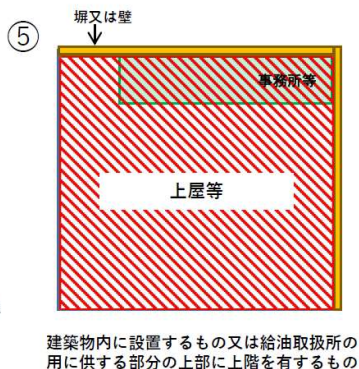 ⑤
塀又は壁
事務所等
上屋等
建築物内に設置するもの又は給油取扱所の
用に供する部分の上部に上階を有するもの